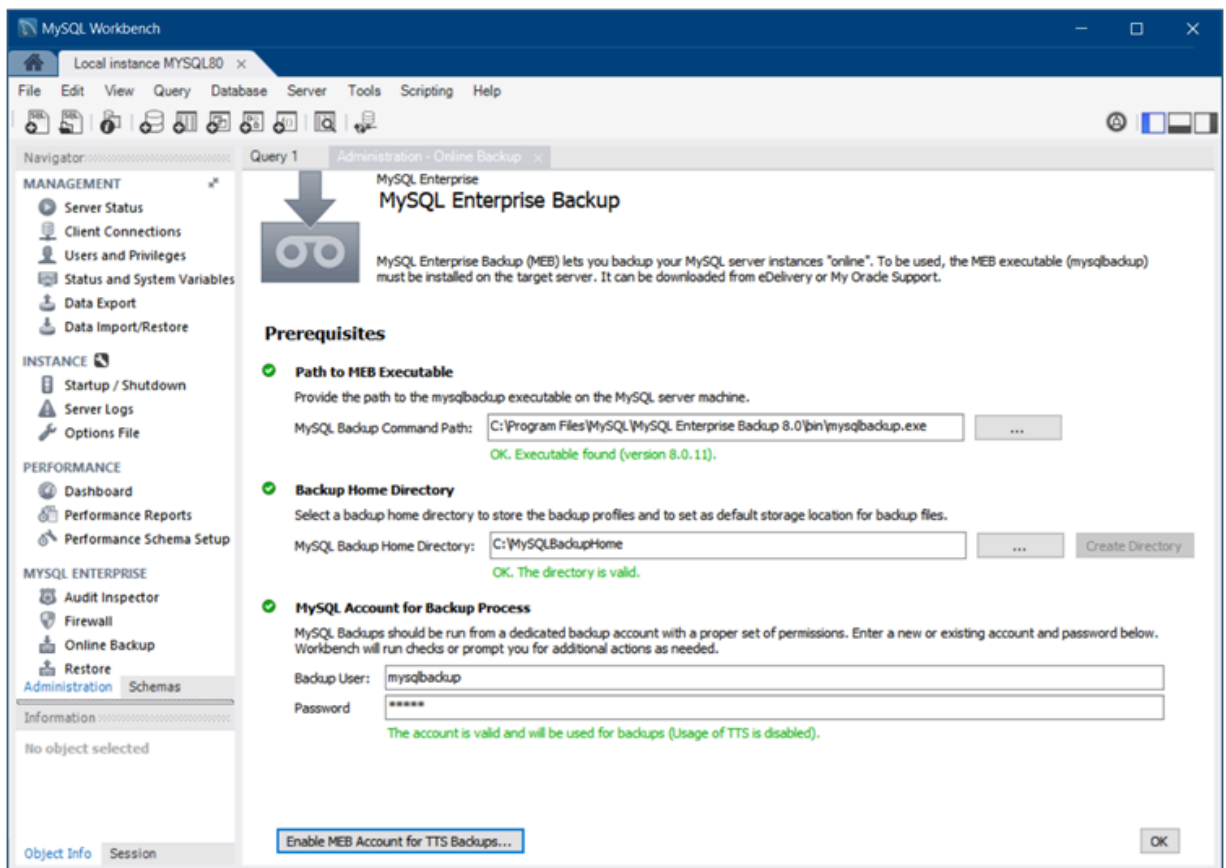 MySQL Workbench
Local instance MYSQL80
File Edit View Query Database Server Tools Scripting Help
Navigator
MANAGEMENT
Server Status
Client Connections
Users and Privileges
Status and System Variables
Data Export
Data Import/Restore
INSTANCE
Startup / Shutdown
Server Logs
Options File
PERFORMANCE
Dashboard
Performance Reports
Performance Schema Setup
MYSQL ENTERPRISE
Audit Inspector
Firewall
Online Backup
Restore
Administration Schemas
Information
No object selected
Object Info Session
Query 1 Administration - Online Backup
MySQL Enterprise
MySQL Enterprise Backup
MySQL Enterprise Backup (MEB) lets you backup your MySQL server instances "online". To be used, the MEB executable (mysqlbackup)
must be installed on the target server. It can be downloaded from eDelivery or My Oracle Support.
Prerequisites
Path to MEB Executable
Provide the path to the mysqlbackup executable on the MySQL server machine.
MySQL Backup Command Path: C:\Program Files\MySQL\MySQL Enterprise Backup 8.0\bin\mysqlbackup.exe ...
OK. Executable found (version 8.0.11).
Backup Home Directory
Select a backup home directory to store the backup profiles and to set as default storage location for backup files.
MySQL Backup Home Directory: C:\MySQLBackupHome ... Create Directory
OK. The directory is valid.
MySQL Account for Backup Process
MySQL Backups should be run from a dedicated backup account with a proper set of permissions. Enter a new or existing account and password below.
Workbench will run checks or prompt you for additional actions as needed.
Backup User: mysqlbackup
Password *****
The account is valid and will be used for backups (Usage of TTS is disabled).
Enable MEB Account for TTS Backups... OK